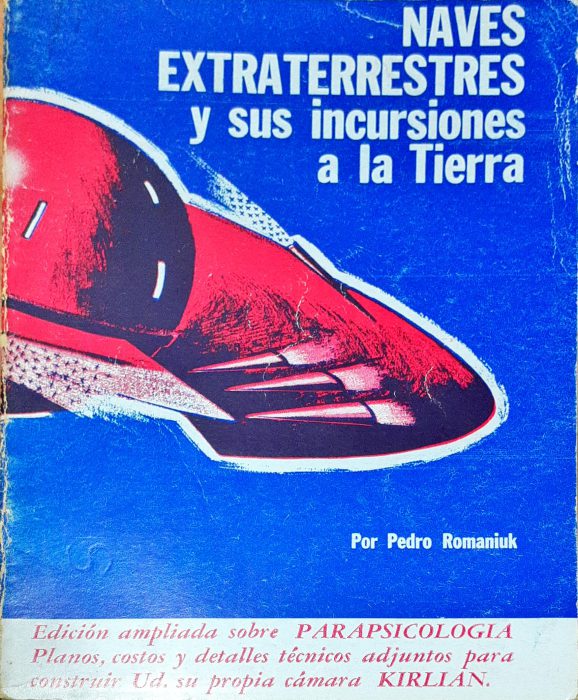 NAVES
EXTRATERRESTRES
y sus incursiones
a la Tierra
Por Pedro Romaniuk
Edición ampliada sobre PARAPSICOLOGIA
Planos, costos y detalles técnicos adjuntos para
construir Ud. su propia cámara KIRLIAN.